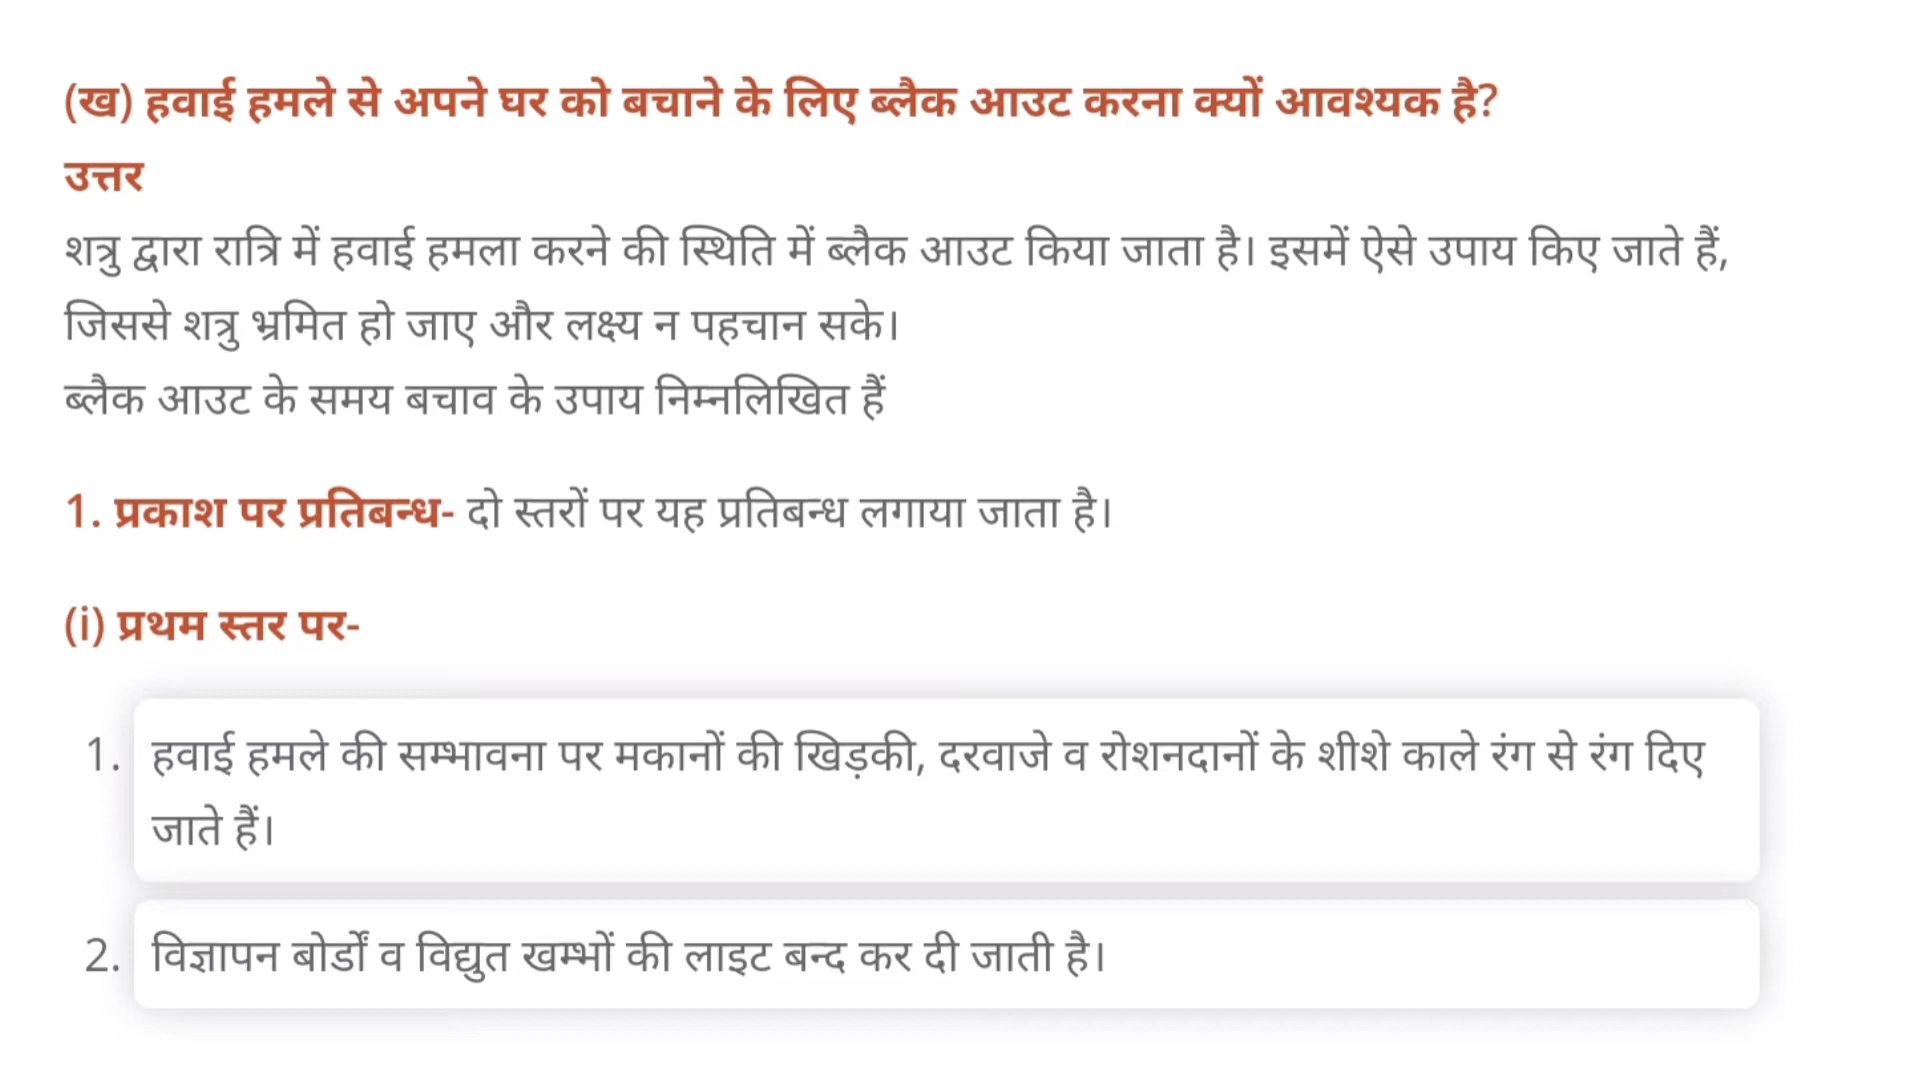 (ख) हवाई हमले से अपने घर को बचाने के लिए ब्लैक आउट करना क्यों आवश्यक है?
उत्तर
शत्रु द्वारा रात्रि में हवाई हमला करने की स्थिति में ब्लैक आउट किया जाता है। इसमें ऐसे उपाय किए जाते हैं,
जिससे शत्रु भ्रमित हो जाए और लक्ष्य न पहचान सके।
ब्लैक आउट के समय बचाव के उपाय निम्नलिखित हैं
1. प्रकाश पर प्रतिबन्ध- दो स्तरों पर यह प्रतिबन्ध लगाया जाता है।
(i) प्रथम स्तर पर-
1. हवाई हमले की सम्भावना पर मकानों की खिड़की, दरवाजे व रोशनदानों के शीशे काले रंग से रंग दिए
जाते हैं।
2. विज्ञापन बोर्डों व विद्युत खम्भों की लाइट बन्द कर दी जाती है।